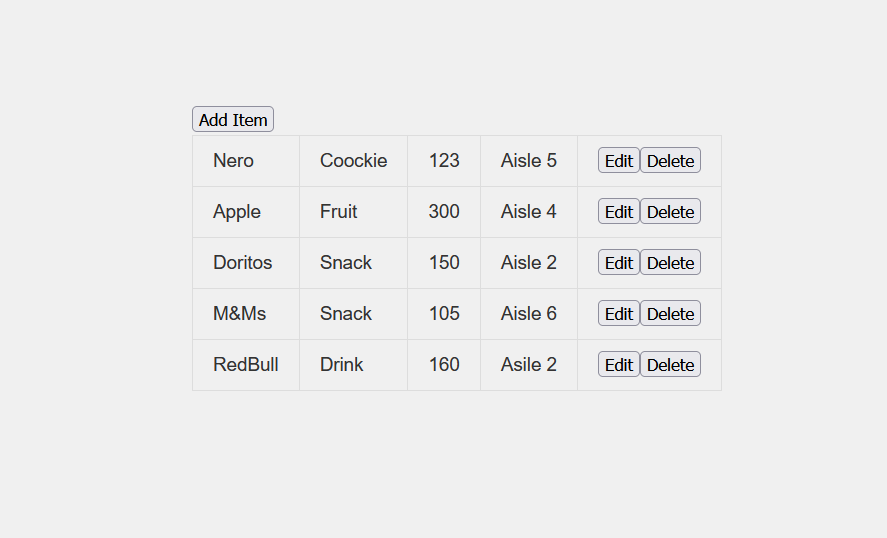 Add Item
Nero Coockie 123 Aisle 5 Edit Delete
Apple Fruit 300 Aisle 4 Edit Delete
Doritos Snack 150 Aisle 2 Edit Delete
M&Ms Snack 105 Aisle 6 Edit Delete
RedBull Drink 160 Asile 2 Edit Delete